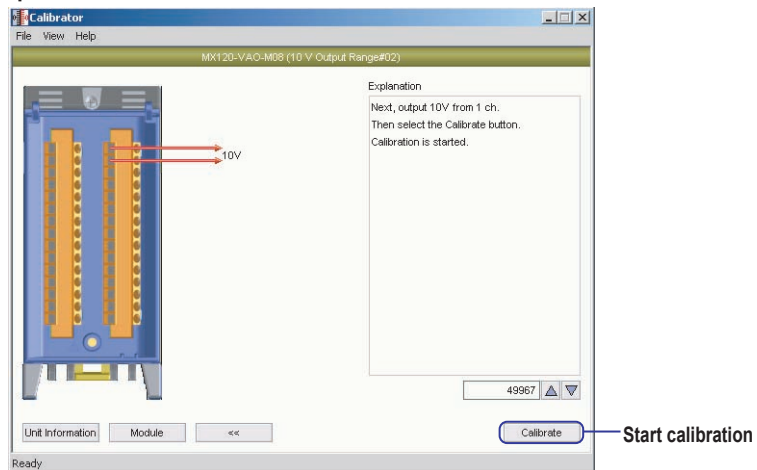 Calibrator
File View Help
MX120-VAO-M08 (10 V Output Range#02)
Explanation
Next, output 10V from 1 ch.
Then select the Calibrate button.
Calibration is started.
10V
49967
Unit Information Module << Calibrate
Start calibration
Ready